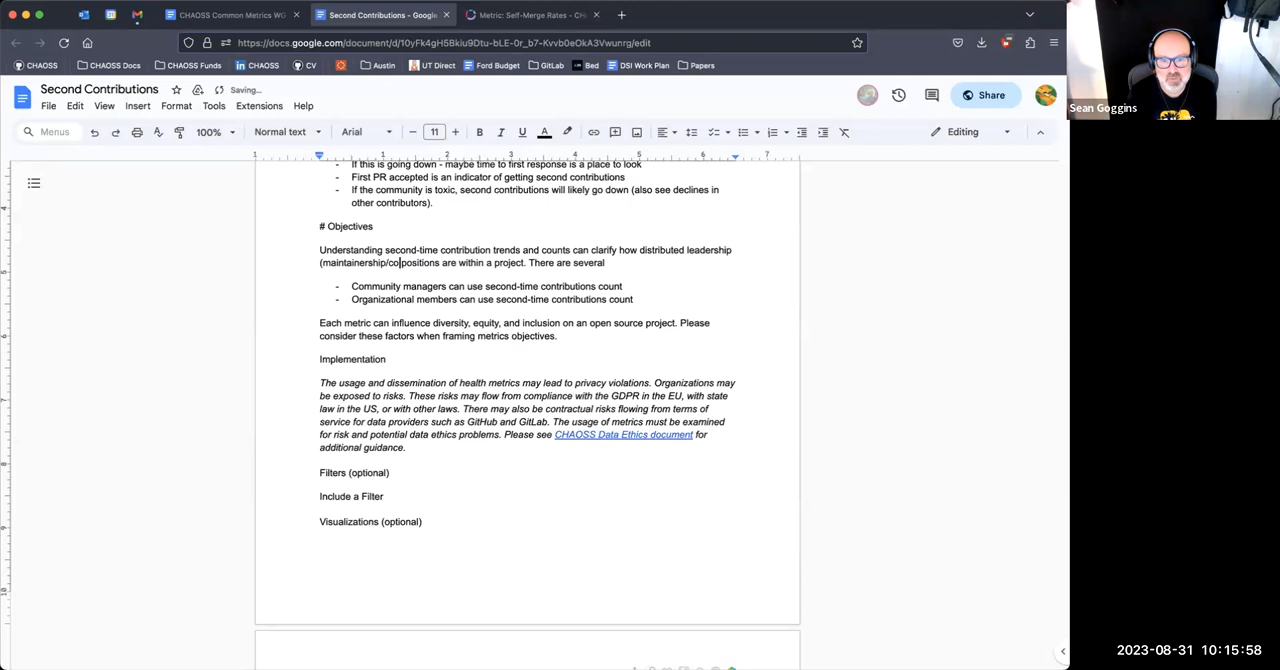 CHAOSS Common Metrics WG
Second Contributions - Google
Metric: Self-Merge Rates - CH
https://docs.google.com/document/d/10yFk4gH5Bkiu9Dtu-bLE-0r_b7-Kvvb0eOkA3Vwunrg/edit
CHAOSS
CHAOSS Docs
CHAOSS Funds
CHAOSS
CV
Austin
UT Direct
Ford Budget
GitLab
Bed
DSI Work Plan
Papers
Second Contributions
Saving...
File Edit View Insert Format Tools Extensions Help
Share
Menus
100%
Normal text
Arial
11
Editing
1 1 2 3 4 5 6 7
- If this is going down - maybe time to first response is a place to look
- First PR accepted is an indicator of getting second contributions
- If the community is toxic, second contributions will likely go down (also see declines in
other contributors).
# Objectives
Understanding second-time contribution trends and counts can clarify how distributed leadership
(maintainership/copositions are within a project. There are several
- Community managers can use second-time contributions count
- Organizational members can use second-time contributions count
Each metric can influence diversity, equity, and inclusion on an open source project. Please
consider these factors when framing metrics objectives.
Implementation
The usage and dissemination of health metrics may lead to privacy violations. Organizations may
be exposed to risks. These risks may flow from compliance with the GDPR in the EU, with state
law in the US, or with other laws. There may also be contractual risks flowing from terms of
service for data providers such as GitHub and GitLab. The usage of metrics must be examined
for risk and potential data ethics problems. Please see CHAOSS Data Ethics document for
additional guidance.
Filters (optional)
Include a Filter
Visualizations (optional)
Sean Goggins
2023-08-31 10:15:58